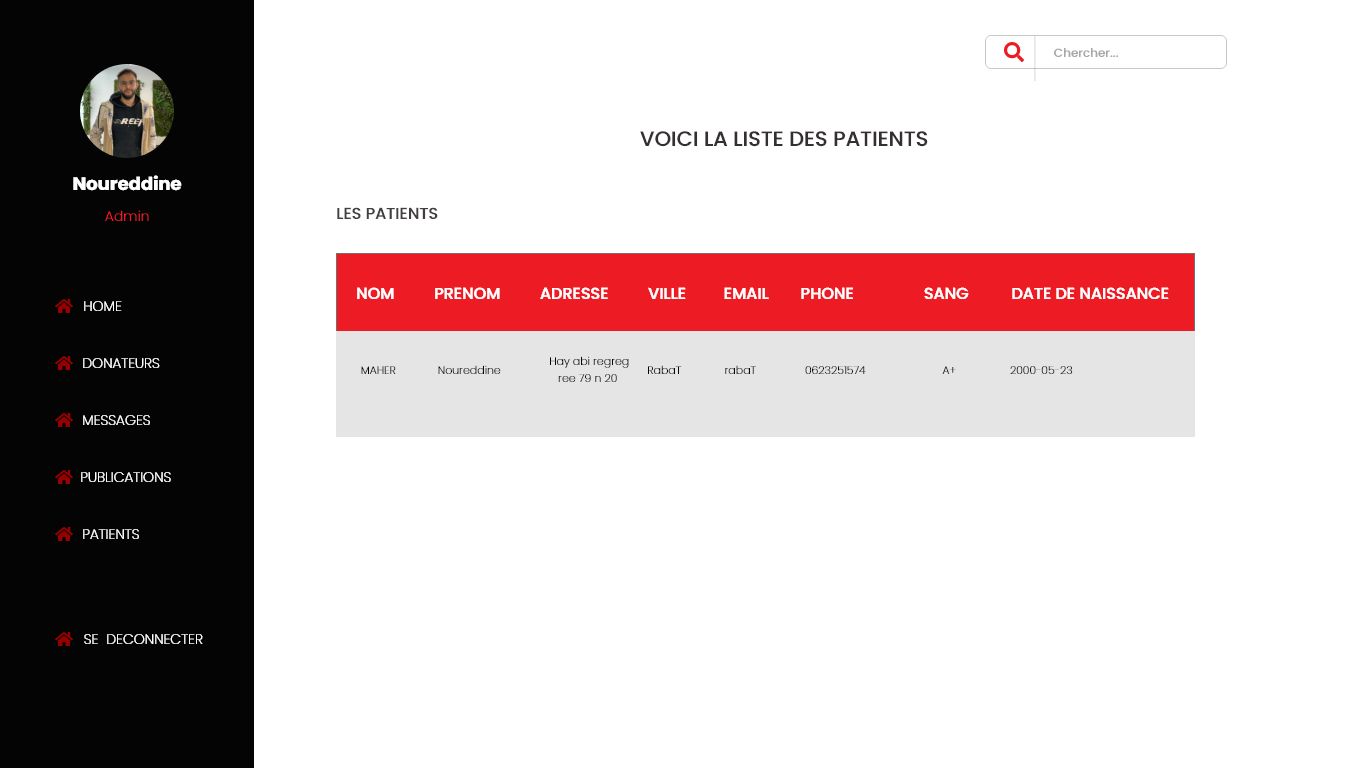 Chercher...
REEF
Noureddine
Admin
HOME
DONATEURS
MESSAGES
PUBLICATIONS
PATIENTS
SE DECONNECTER
VOICI LA LISTE DES PATIENTS
LES PATIENTS
NOM PRENOM ADRESSE VILLE EMAIL PHONE SANG DATE DE NAISSANCE
MAHER Noureddine Hay abi regreg RabaT rabaT 0623251574 A+ 2000-05-23
ree 79 n 20